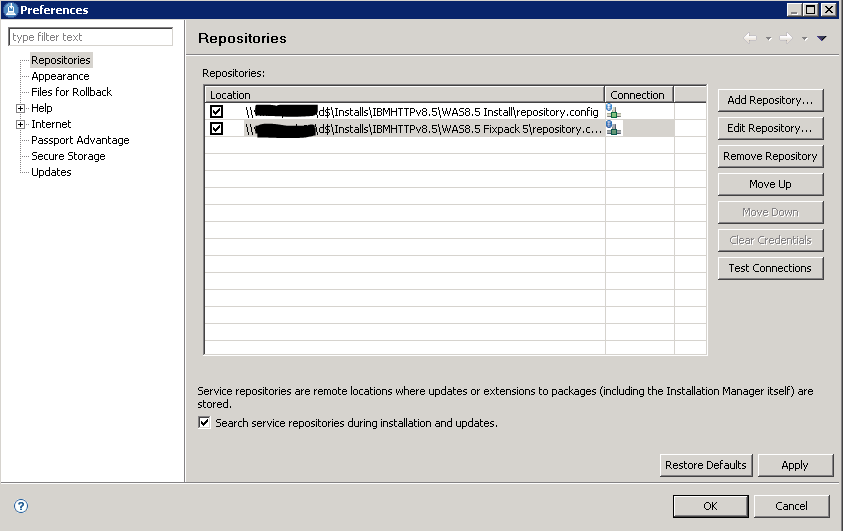 Preferences
type filter text
Repositories
Appearance
Files for Rollback
Help
Internet
Passport Advantage
Secure Storage
Updates
Repositories
Repositories:
Location Connection
\\ d$\Installs\IBMHTTPv8.5\WAS8.5 Install\repository.config
\\ \d$\Installs\IBMHTTPv8.5\WAS8.5 Fixpack 5\repository.c...
Add Repository...
Edit Repository...
Remove Repository
Move Up
Move Down
Clear Credentials
Test Connections
Service repositories are remote locations where updates or extensions to packages (including the Installation Manager itself) are
stored.
Search service repositories during installation and updates.
Restore Defaults Apply
?
OK Cancel